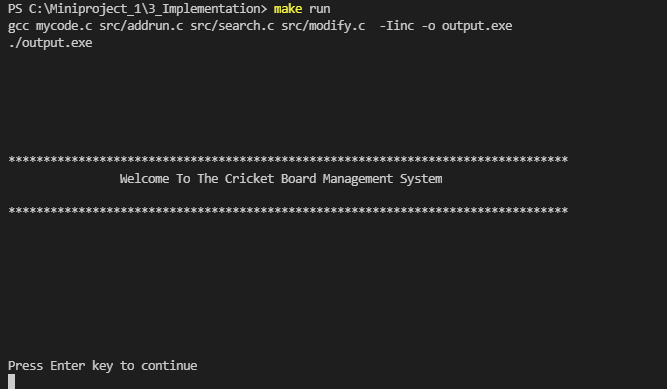 PS C:\Miniproject_1\3_Implementation> make run
gcc mycode.c src/addrun.c src/search.c src/modify.c  -Iinc -o output.exe
./output.exe
********************************************************************************
Welcome To The Cricket Board Management System
********************************************************************************
Press Enter key to continue